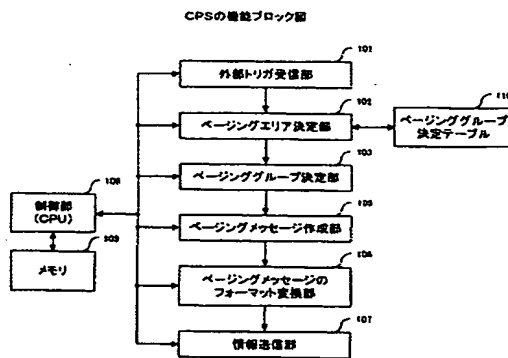 CPSの機能ブロック図
101
外部トリガ受信部
102
ページングエリア決定部
110
ページンググループ
決定テーブル
103
ページンググループ決定部
108
制御部
(CPU)
105
ページングメッセージ作成部
109
メモリ
106
ページングメッセージの
フォーマット変換部
107
情報送信部